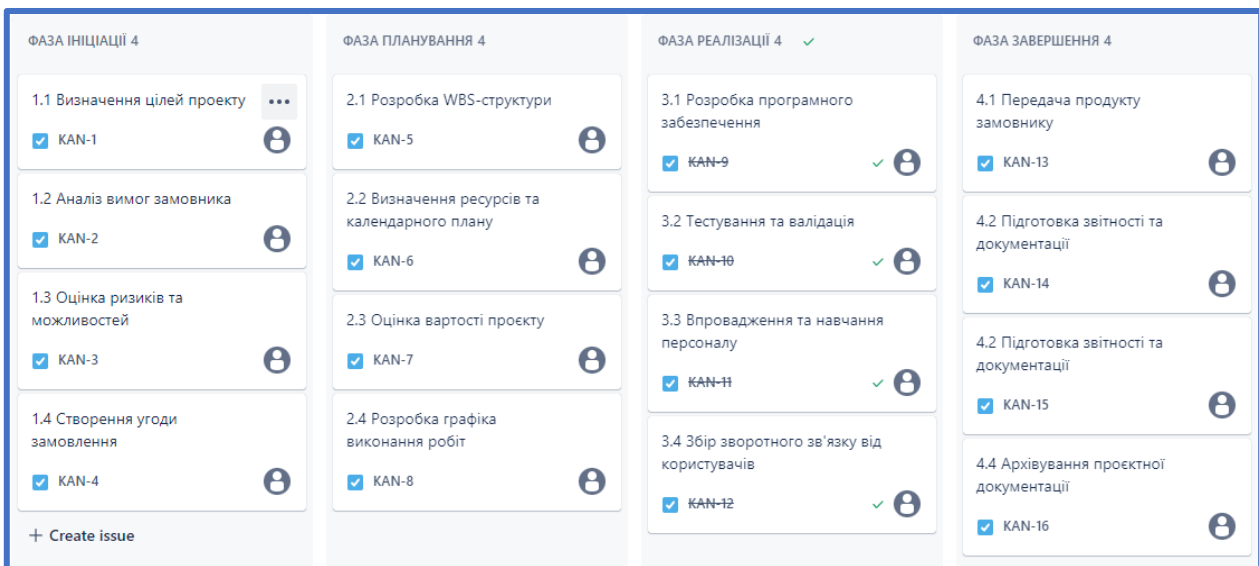 ФАЗА ІНІЦІАЦІЇ 4
1.1 Визначення цілей проекту
KAN-1
1.2 Аналіз вимог замовника
KAN-2
1.3 Оцінка ризиків та
можливостей
KAN-3
1.4 Створення угоди
замовлення
KAN-4
+ Create issue
ФАЗА ПЛАНУВАННЯ 4
2.1 Розробка WBS-структури
KAN-5
2.2 Визначення ресурсів та
календарного плану
KAN-6
2.3 Оцінка вартості проєкту
KAN-7
2.4 Розробка графіка
виконання робіт
KAN-8
ФАЗА РЕАЛІЗАЦІЇ 4
3.1 Розробка програмного
забезпечення
KAN-9
3.2 Тестування та валідація
KAN-10
3.3 Впровадження та навчання
персоналу
KAN-11
3.4 Збір зворотного зв'язку від
користувачів
KAN-12
ФАЗА ЗАВЕРШЕННЯ 4
4.1 Передача продукту
замовнику
KAN-13
4.2 Підготовка звітності та
документації
KAN-14
4.2 Підготовка звітності та
документації
KAN-15
4.4 Архівування проєктної
документації
KAN-16